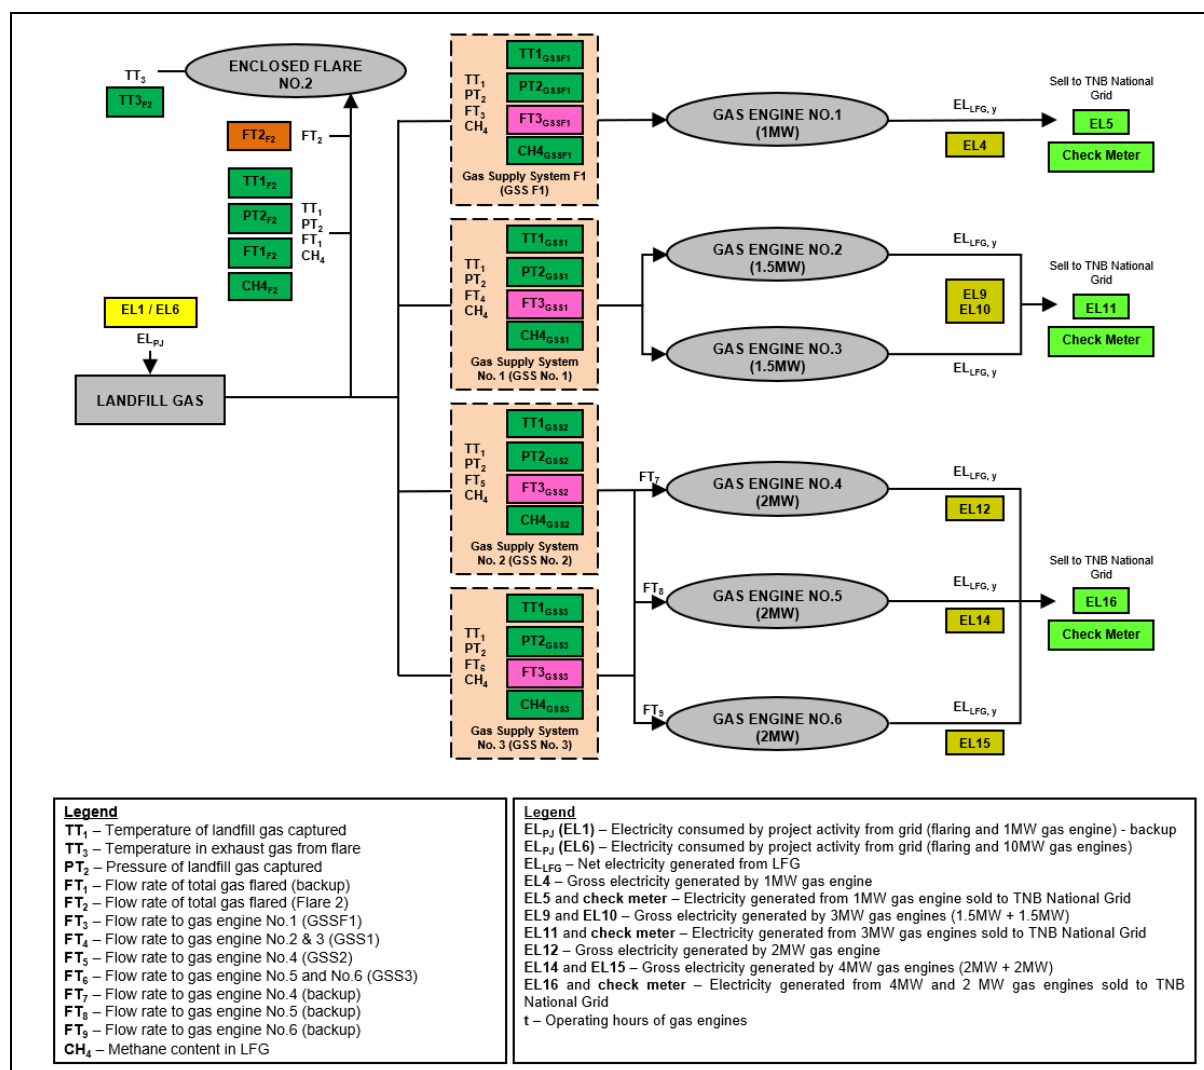 TT3
TT3F2
ENCLOSED FLARE
NO.2
FT2F2
FT2
TT1F2
PT2F2
FT1F2
CH4F2
TT1
PT2
FT1
CH4
EL1 / EL6
ELPJ
LANDFILL GAS
TT1
PT2
FT3
CH4
TT1GSSF1
PT2GSSF1
FT3GSSF1
CH4GSSF1
Gas Supply System F1
(GSS F1)
GAS ENGINE NO.1
(1MW)
ELLFG, y
EL4
Sell to TNB National
Grid
EL5
Check Meter
TT1
PT2
FT4
CH4
TT1GSS1
PT2GSS1
FT3GSS1
CH4GSS1
Gas Supply System
No. 1 (GSS No. 1)
GAS ENGINE NO.2
(1.5MW)
ELLFG, y
EL9
EL10
GAS ENGINE NO.3
(1.5MW)
ELLFG, y
Sell to TNB National
Grid
EL11
Check Meter
TT1
PT2
FT5
CH4
TT1GSS2
PT2GSS2
FT3GSS2
CH4GSS2
Gas Supply System
No. 2 (GSS No. 2)
FT7
GAS ENGINE NO.4
(2MW)
ELLFG, y
EL12
FT8
GAS ENGINE NO.5
(2MW)
ELLFG, y
EL14
Sell to TNB National
Grid
EL16
Check Meter
TT1
PT2
FT6
CH4
TT1GSS3
PT2GSS3
FT3GSS3
CH4GSS3
Gas Supply System
No. 3 (GSS No. 3)
FT9
GAS ENGINE NO.6
(2MW)
ELLFG, y
EL15
Legend
TT1 – Temperature of landfill gas captured
TT3 – Temperature in exhaust gas from flare
PT2 – Pressure of landfill gas captured
FT1 – Flow rate of total gas flared (backup)
FT2 – Flow rate of total gas flared (Flare 2)
FT3 – Flow rate to gas engine No.1 (GSSF1)
FT4 – Flow rate to gas engine No.2 & 3 (GSS1)
FT5 – Flow rate to gas engine No.4 (GSS2)
FT6 – Flow rate to gas engine No.5 and No.6 (GSS3)
FT7 – Flow rate to gas engine No.4 (backup)
FT8 – Flow rate to gas engine No.5 (backup)
FT9 – Flow rate to gas engine No.6 (backup)
CH4 – Methane content in LFG
Legend
ELPJ (EL1) – Electricity consumed by project activity from grid (flaring and 1MW gas engine) - backup
ELPJ (EL6) – Electricity consumed by project activity from grid (flaring and 10MW gas engines)
ELLFG – Net electricity generated from LFG
EL4 – Gross electricity generated by 1MW gas engine
EL5 and check meter – Electricity generated from 1MW gas engine sold to TNB National Grid
EL9 and EL10 – Gross electricity generated by 3MW gas engines (1.5MW + 1.5MW)
EL11 and check meter – Electricity generated from 3MW gas engines sold to TNB National Grid
EL12 – Gross electricity generated by 2MW gas engine
EL14 and EL15 – Gross electricity generated by 4MW gas engines (2MW + 2MW)
EL16 and check meter – Electricity generated from 4MW and 2 MW gas engines sold to TNB
National Grid
t – Operating hours of gas engines